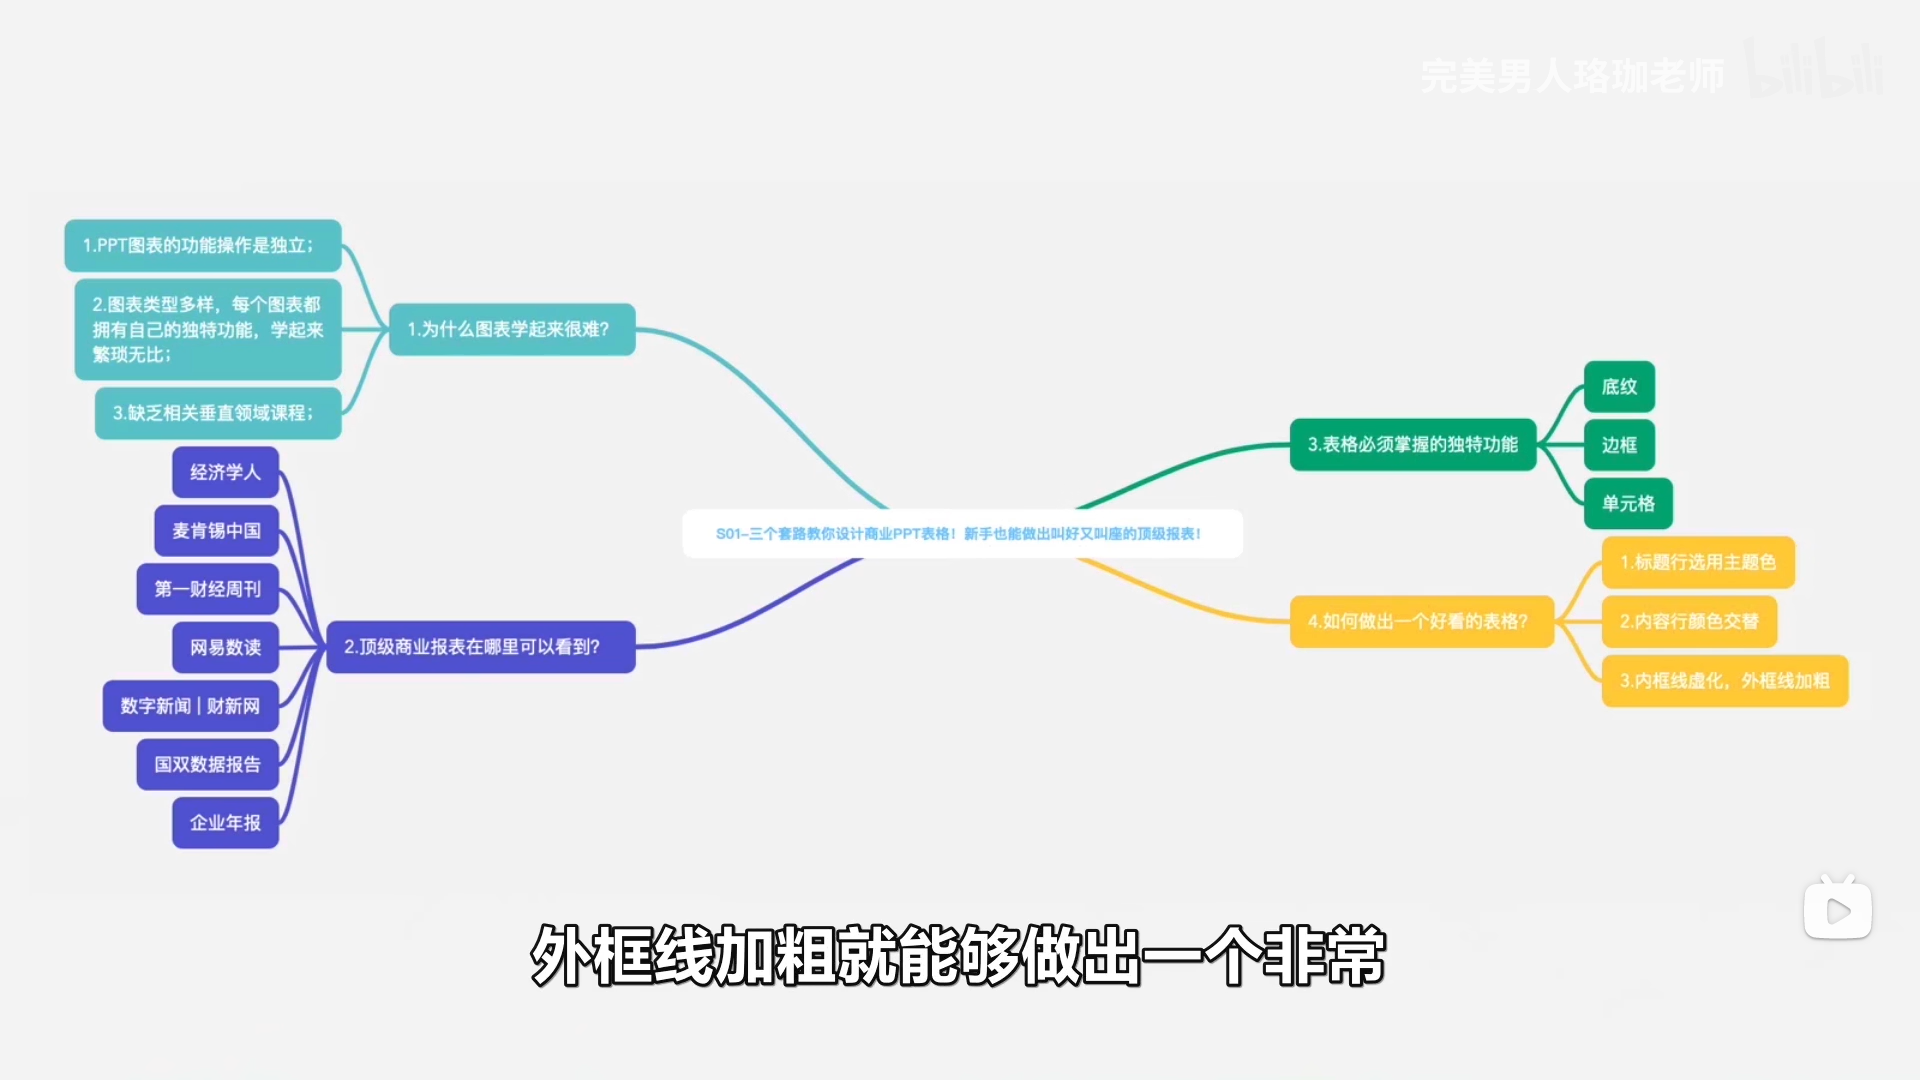 完美男人珞珈老师 bilibili
1.PPT图表的功能操作是独立；
2.图表类型多样，每个图表都
拥有自己的独特功能，学起来
繁琐无比；
3.缺乏相关垂直领域课程；
1.为什么图表学起来很难？
经济学人
麦肯锡中国
第一财经周刊
网易数读
数字新闻 | 财新网
国双数据报告
企业年报
2.顶级商业报表在哪里可以看到？
S01-三个套路教你设计商业PPT表格！新手也能做出叫好又叫座的顶级报表！
3.表格必须掌握的独特功能
底纹
边框
单元格
4.如何做出一个好看的表格？
1.标题行选用主题色
2.内容行颜色交替
3.内框线虚化，外框线加粗
外框线加粗就能够做出一个非常